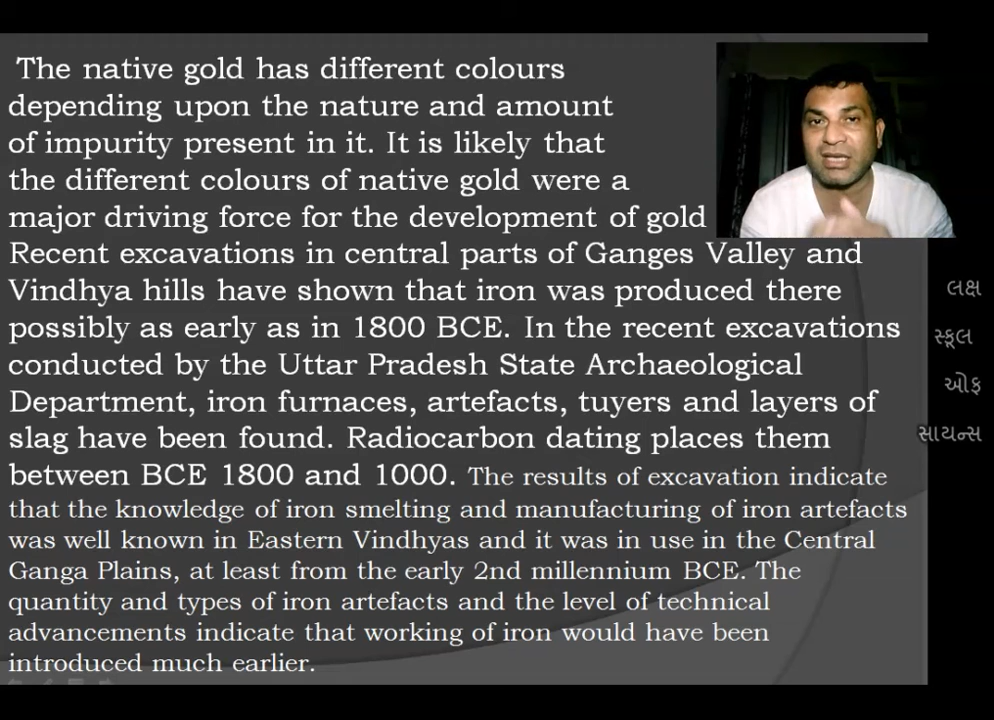 The native gold has different colours
depending upon the nature and amount
of impurity present in it. It is likely that
the different colours of native gold were a
major driving force for the development of gold
Recent excavations in central parts of Ganges Valley and
Vindhya hills have shown that iron was produced there
possibly as early as in 1800 BCE. In the recent excavations
conducted by the Uttar Pradesh State Archaeological
Department, iron furnaces, artefacts, tuyers and layers of
slag have been found. Radiocarbon dating places them
between BCE 1800 and 1000. The results of excavation indicate
that the knowledge of iron smelting and manufacturing of iron artefacts
was well known in Eastern Vindhyas and it was in use in the Central
Ganga Plains, at least from the early 2nd millennium BCE. The
quantity and types of iron artefacts and the level of technical
advancements indicate that working of iron would have been
introduced much earlier.
લક્ષ
સ્કૂલ
ઓફ
સાયન્સ